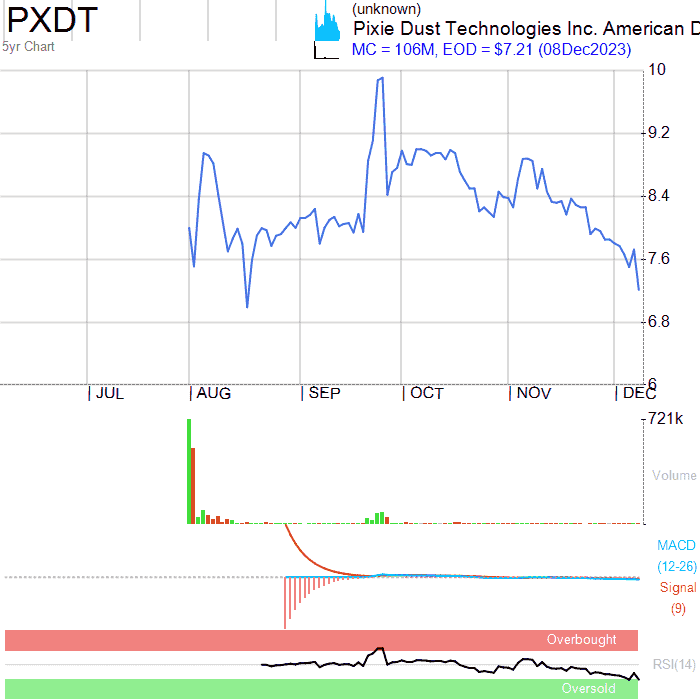 PXDT
5yr Chart
(unknown)
Pixie Dust Technologies Inc. American D
MC = 106M, EOD = $7.21 (08Dec2023)
10
9.2
8.4
7.6
6.8
6
JUL AUG SEP OCT NOV DEC
721k
Volume
MACD
(12-26)
Signal
(9)
Overbought
RSI(14)
Oversold